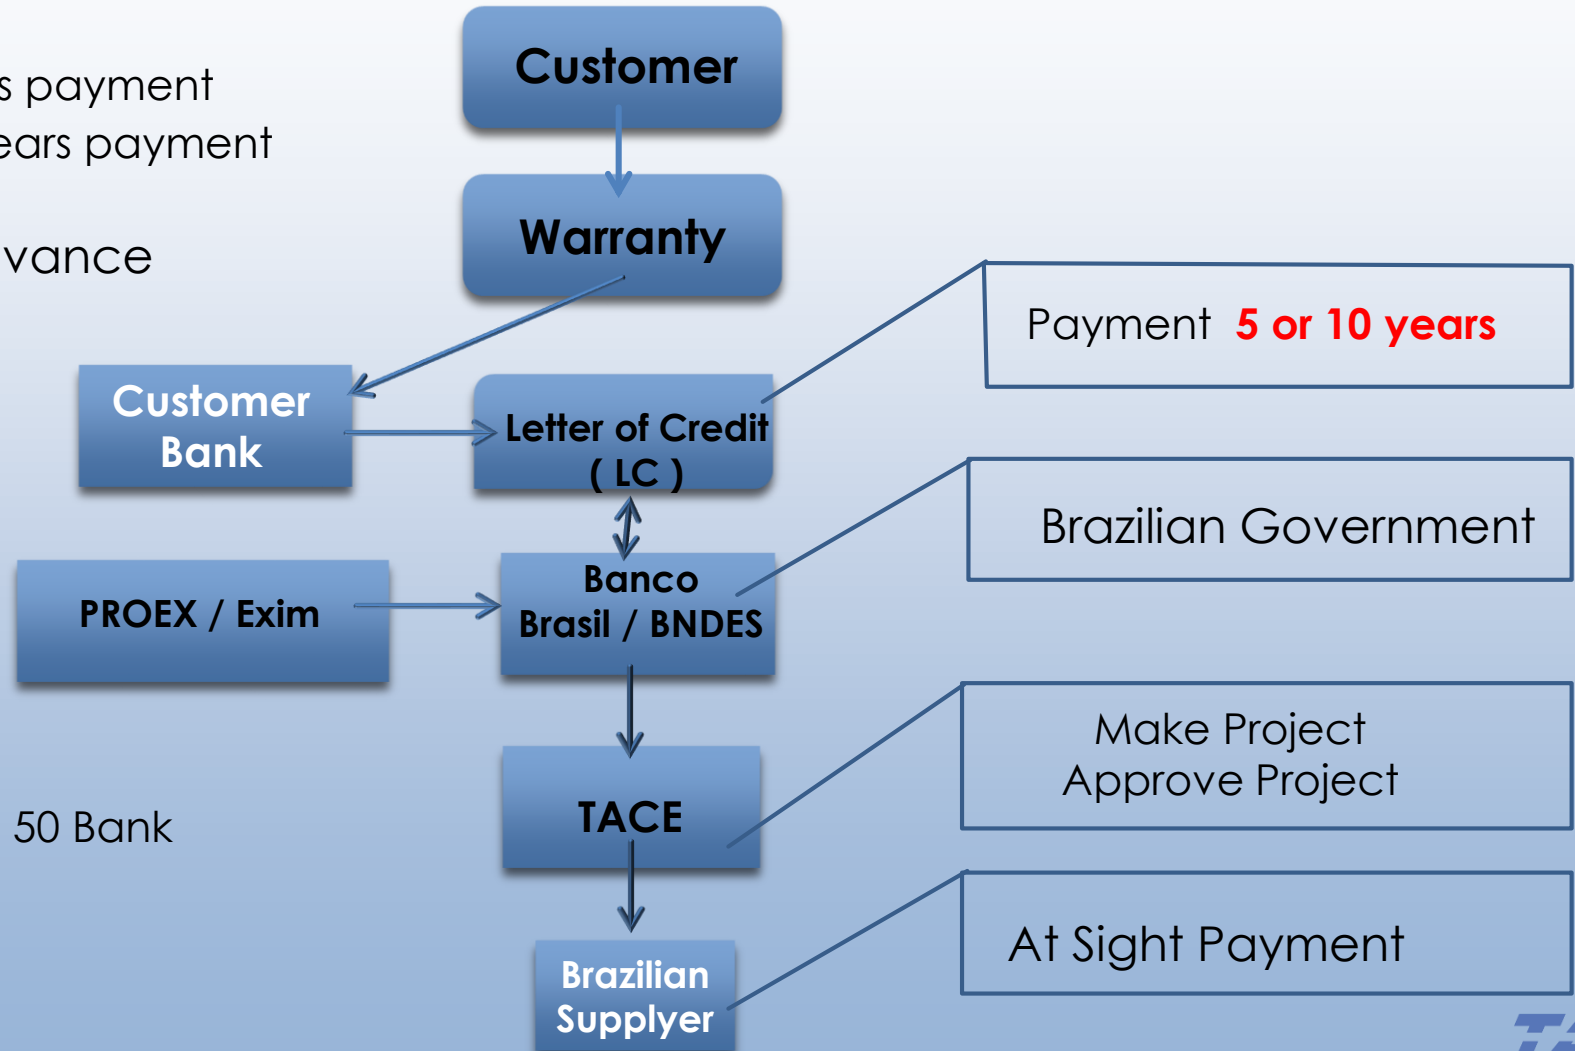 Customer
s payment
ears payment
Warranty
vance
Payment 5 or 10 years
Customer
Bank
Letter of Credit
( LC )
Brazilian Government
Banco
Brasil / BNDES
PROEX / Exim
Make Project
Approve Project
TACE
50 Bank
At Sight Payment
Brazilian
Supplyer